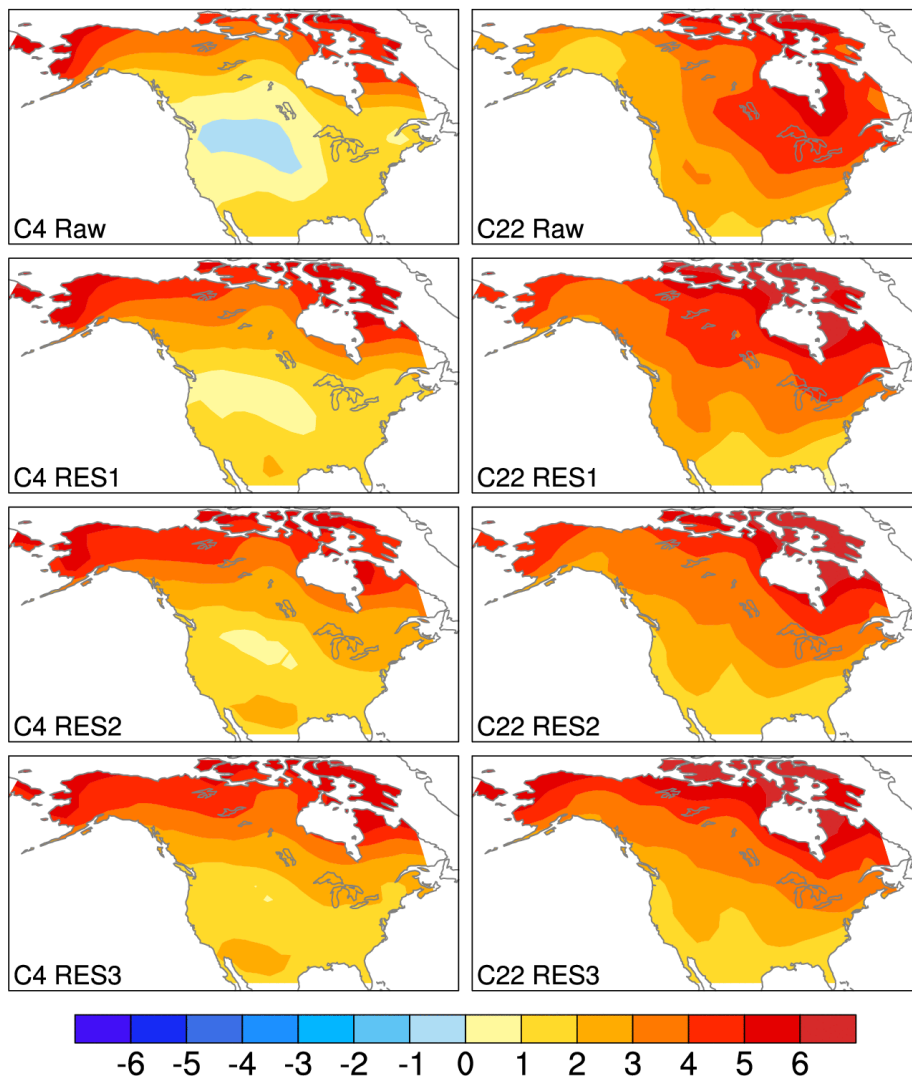 C4 Raw
C22 Raw
C4 RES1
C22 RES1
C4 RES2
C22 RES2
C4 RES3
C22 RES3
-6 -5 -4 -3 -2 -1 0 1 2 3 4 5 6